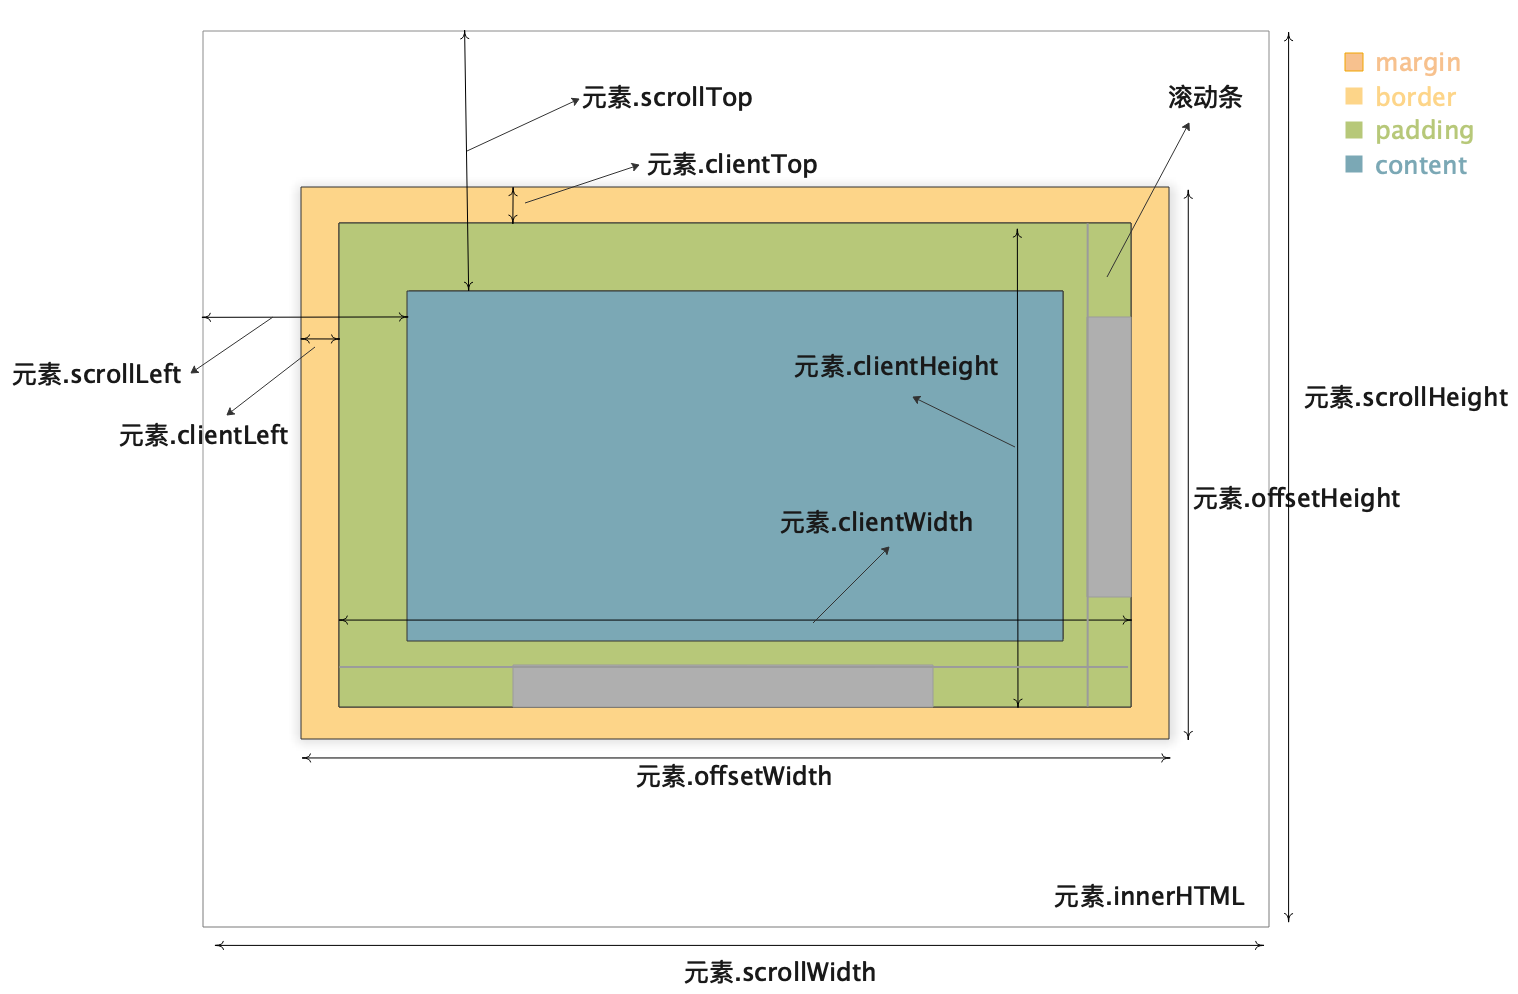 margin
元素.scrollTop
滚动条
border
padding
元素.clientTop
content
元素.clientHeight
元素.scrollLeft
元素.scrollHeight
元素.clientLeft
元素.offsetHeight
元素.clientWidth
元素.offsetWidth
元素.innerHTML
元素.scrollWidth